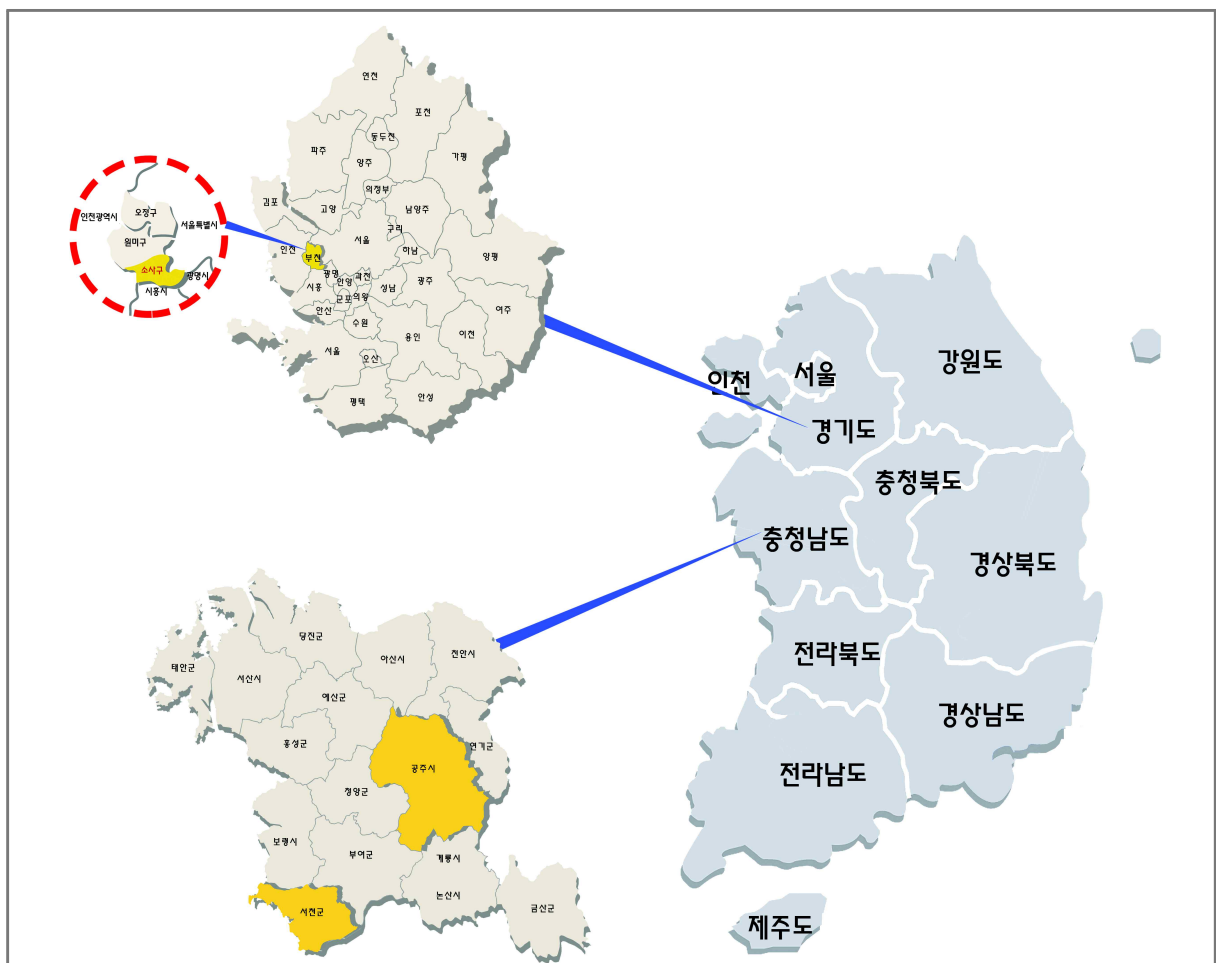 연천
포천
동두천
파주
양주
가평
의정부
김포
고양
남양주
구리
서울
인천
부천
하남
양평
광명
안양
과천
시흥
성남
광주
군포
의왕
안산
수원
여주
용인
이천
서울
오산
평택
안성
인천광역시
오정구
서울특별시
원미구
소사구
광명시
시흥시
강원도
서울
인천
경기도
충청북도
충청남도
경상북도
전라북도
경상남도
전라남도
제주도
당진군
아산시
천안시
태안군
서산시
예산군
홍성군
연기군
공주시
청양군
보령시
부여군
계룡시
논산시
서천군
금산군